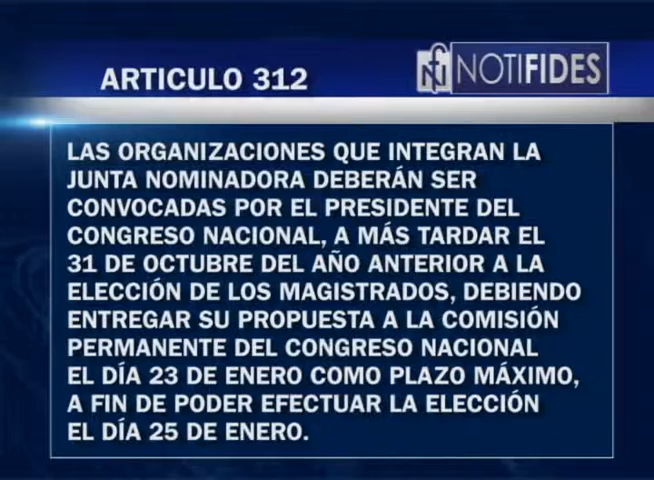 ARTICULO 312
NOTIFIDES
LAS ORGANIZACIONES QUE INTEGRAN LA
JUNTA NOMINADORA DEBERÁN SER
CONVOCADAS POR EL PRESIDENTE DEL
CONGRESO NACIONAL, A MÁS TARDAR EL
31 DE OCTUBRE DEL AÑO ANTERIOR A LA
ELECCIÓN DE LOS MAGISTRADOS, DEBIENDO
ENTREGAR SU PROPUESTA A LA COMISIÓN
PERMANENTE DEL CONGRESO NACIONAL
EL DÍA 23 DE ENERO COMO PLAZO MÁXIMO,
A FIN DE PODER EFECTUAR LA ELECCIÓN
EL DÍA 25 DE ENERO.